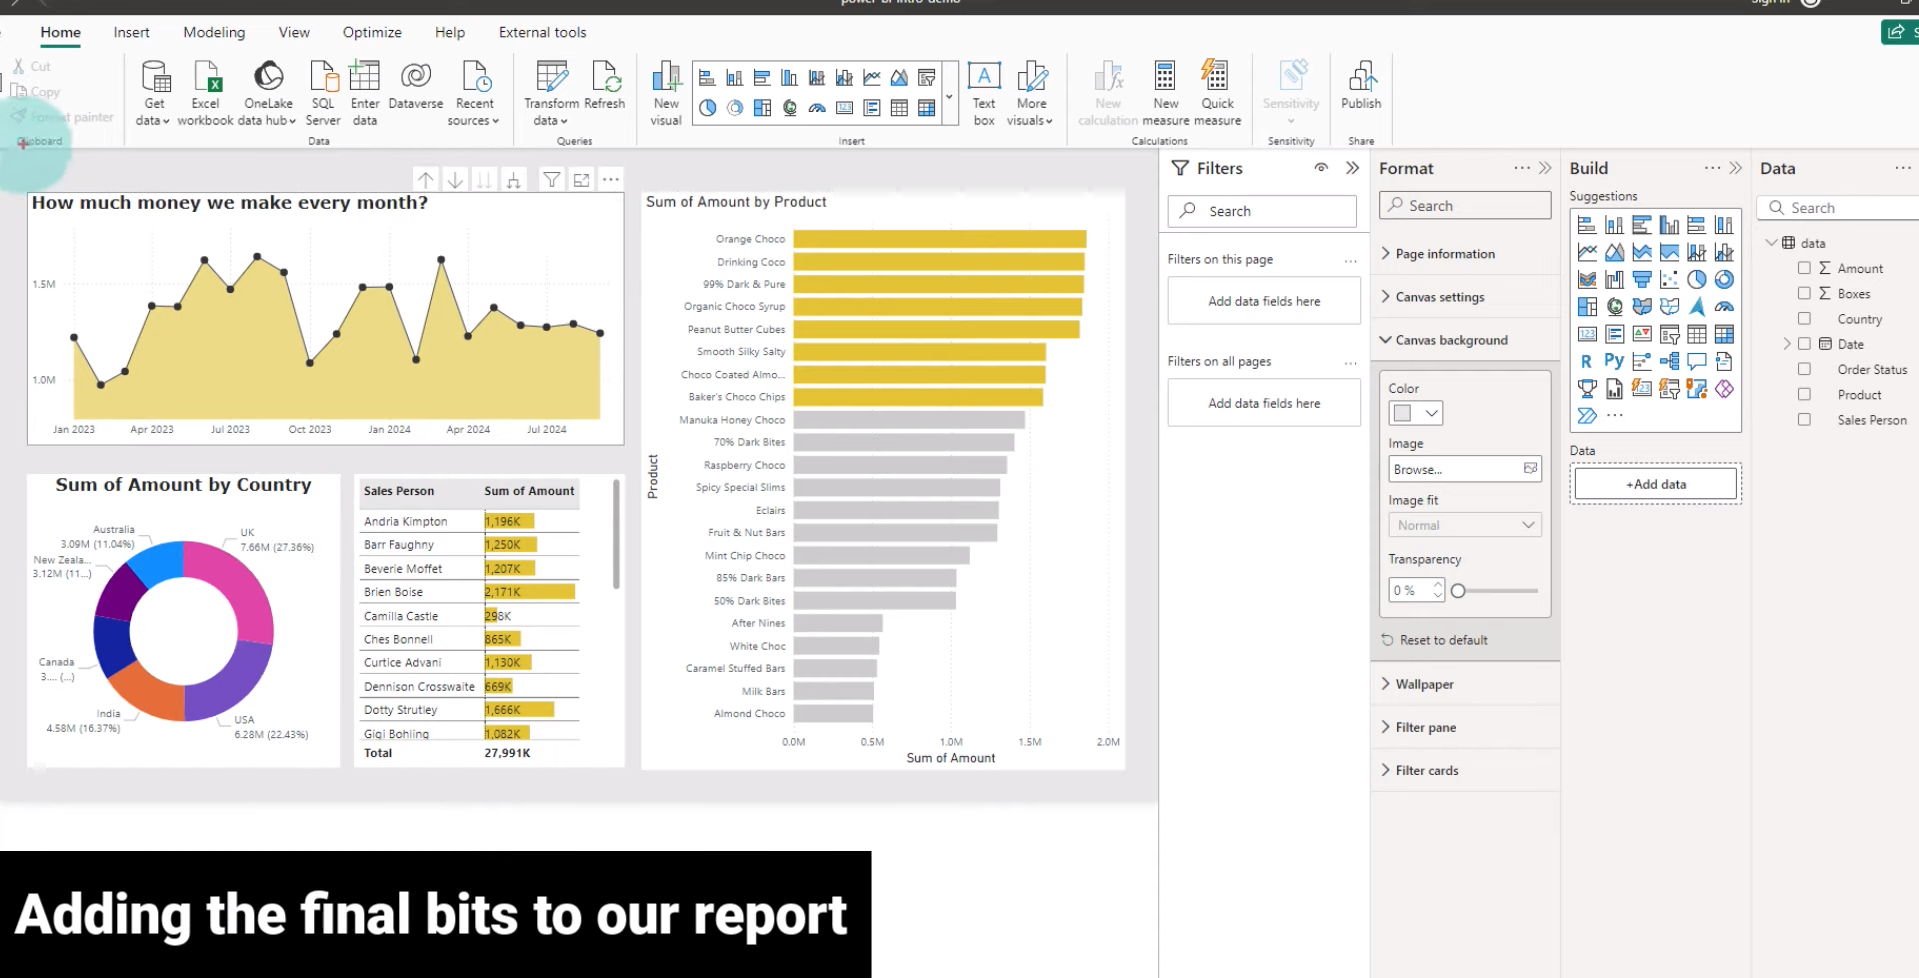 power-bi-intro-demo
Sign in
Home Insert Modeling View Optimize Help External tools
Cut
Copy
Format painter
Clipboard
Get data
Excel workbook
OneLake data hub
SQL Server
Enter data
Dataverse
Recent sources
Data
Transform data
Refresh
Queries
New visual
Text box
More visuals
Insert
New calculation
New measure
Quick measure
Calculations
Sensitivity
Sensitivity
Publish
Share
How much money we make every month?
1.5M
1.0M
Jan 2023 Apr 2023 Jul 2023 Oct 2023 Jan 2024 Apr 2024 Jul 2024
Sum of Amount by Country
Australia
3.09M (11.04%)
UK
7.66M (27.36%)
New Zeala...
3.12M (11...)
Canada
3.... (...)
India
4.58M (16.37%)
USA
6.28M (22.43%)
Sales Person Sum of Amount
Andria Kimpton 1,196K
Barr Faughny 1,250K
Beverie Moffet 1,207K
Brien Boise 2,171K
Camilla Castle 298K
Ches Bonnell 865K
Curtice Advani 1,130K
Dennison Crosswaite 669K
Dotty Strutley 1,666K
Gigi Bohling 1,082K
Total 27,991K
Sum of Amount by Product
Product
Orange Choco
Drinking Coco
99% Dark & Pure
Organic Choco Syrup
Peanut Butter Cubes
Smooth Silky Salty
Choco Coated Almo...
Baker's Choco Chips
Manuka Honey Choco
70% Dark Bites
Raspberry Choco
Spicy Special Slims
Eclairs
Fruit & Nut Bars
Mint Chip Choco
85% Dark Bars
50% Dark Bites
After Nines
White Choc
Caramel Stuffed Bars
Milk Bars
Almond Choco
0.0M 0.5M 1.0M 1.5M 2.0M
Sum of Amount
Filters
Search
Filters on this page
Add data fields here
Filters on all pages
Add data fields here
Format
Search
Page information
Canvas settings
Canvas background
Color
Image
Browse...
Image fit
Normal
Transparency
0 %
Reset to default
Wallpaper
Filter pane
Filter cards
Build
Suggestions
123
R Py
Data
+Add data
Data
Search
data
Amount
Boxes
Country
Date
Order Status
Product
Sales Person
Adding the final bits to our report